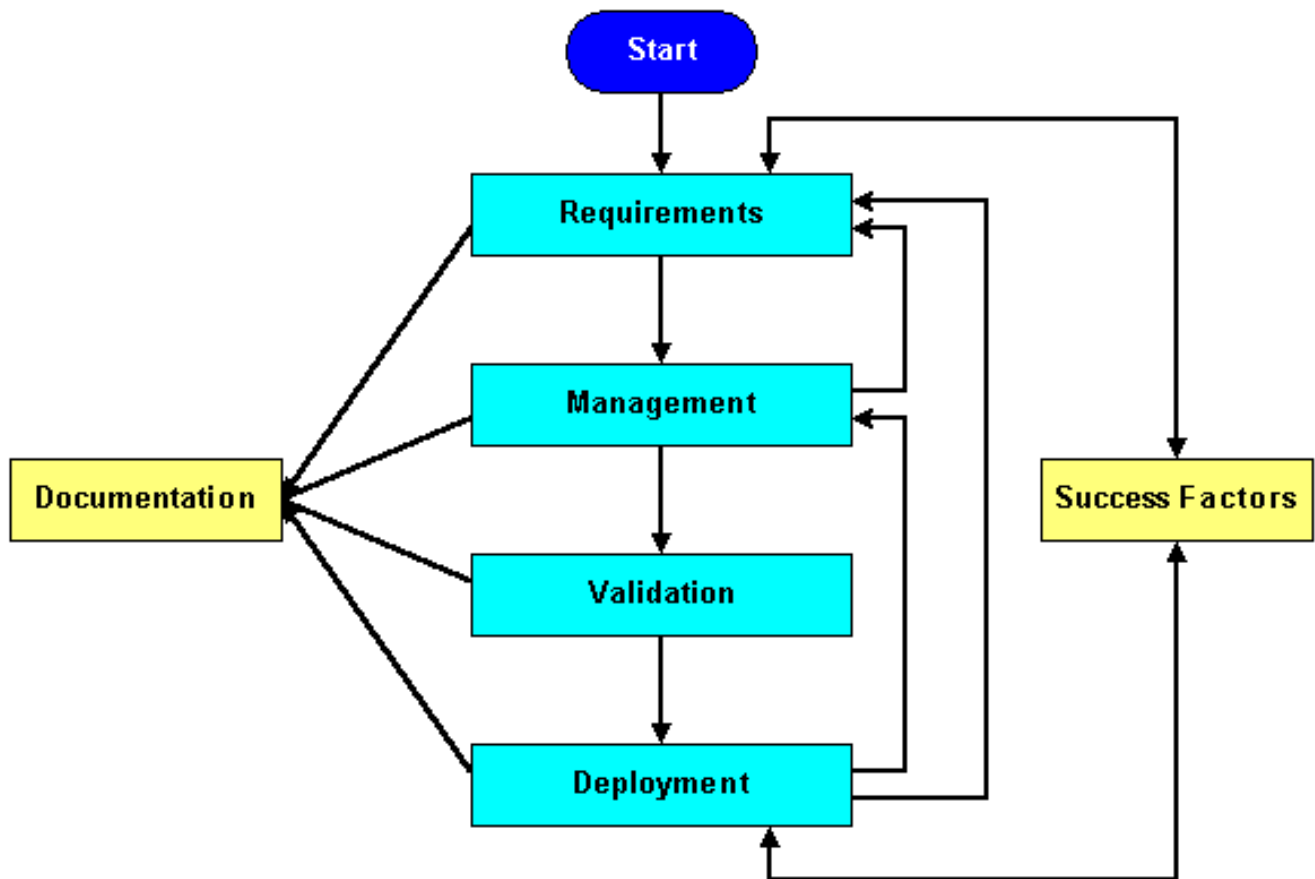 Start
Requirements
Management
Documentation
Success Factors
Validation
Deployment